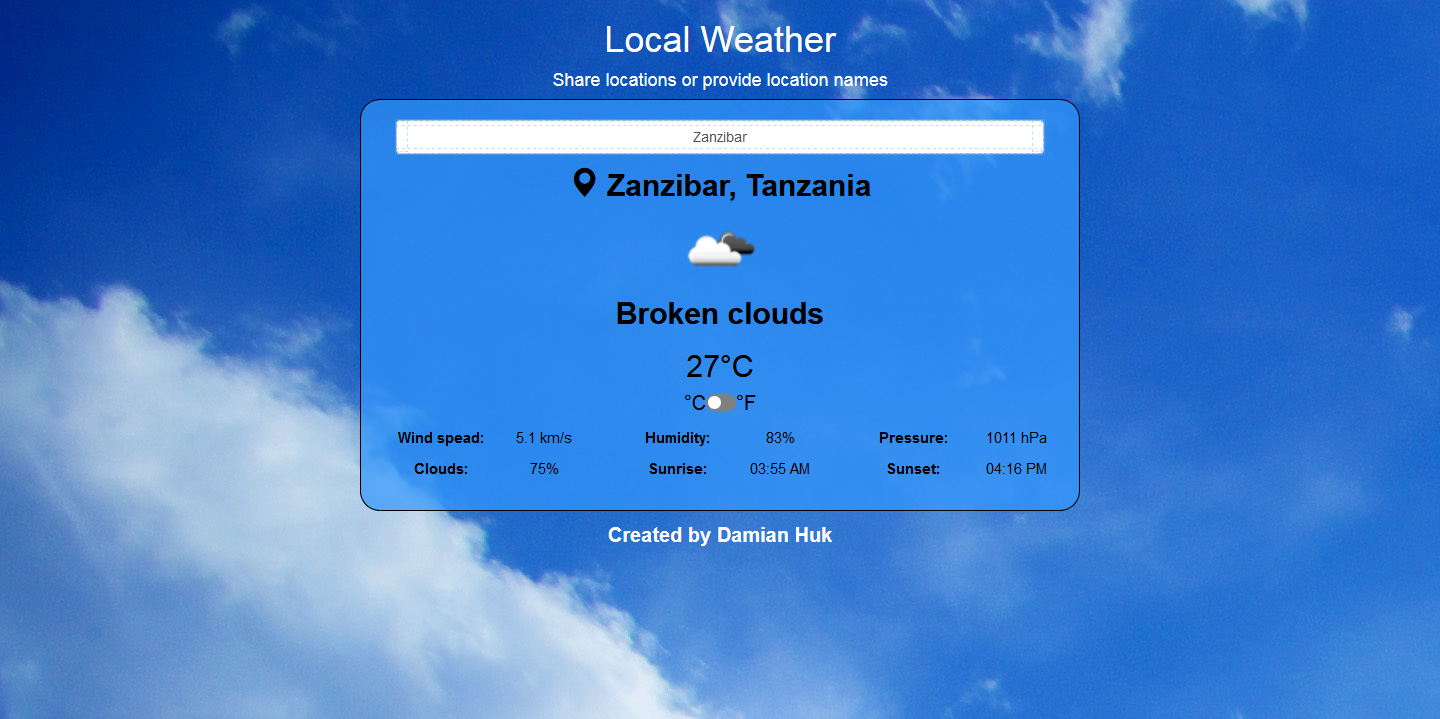 Local Weather
Share locations or provide location names
Zanzibar
Zanzibar, Tanzania
Broken clouds
27°C
°C °F
Wind spead: 5.1 km/s Humidity: 83% Pressure: 1011 hPa
Clouds: 75% Sunrise: 03:55 AM Sunset: 04:16 PM
Created by Damian Huk